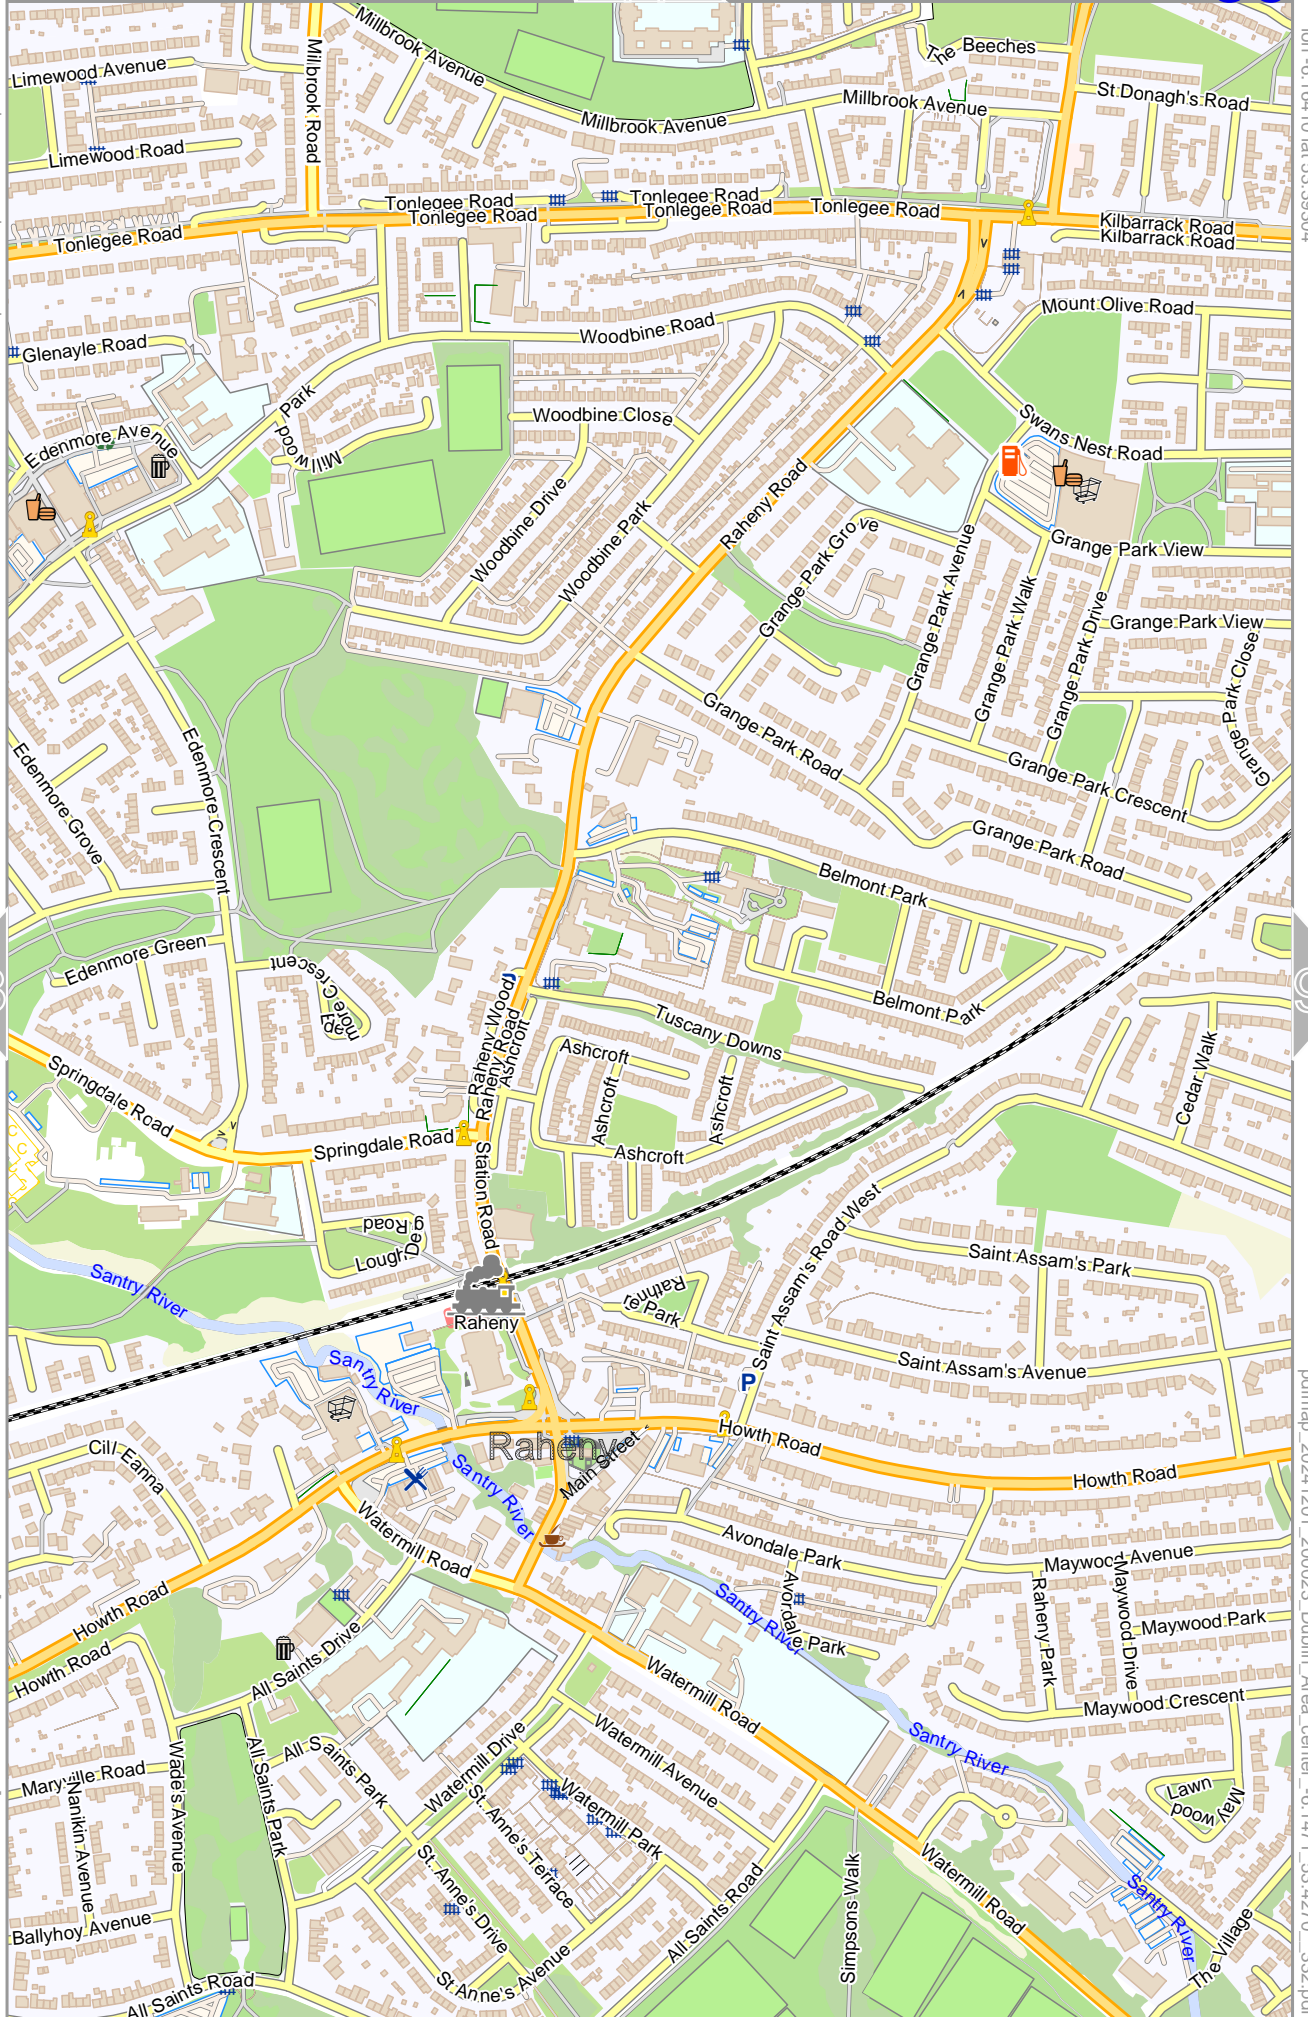 The Beeches
Millbrook Avenue
Limewood Avenue
Millbrook Road
St Donagh's Road
Millbrook Avenue
Millbrook Avenue
Limewood Road
Tonlegee Road
Tonlegee Road
Tonlegee Road
Tonlegee Road
Tonlegee Road
Tonlegee Road
Kilbarrack Road
Kilbarrack Road
Mount Olive Road
Woodbine Road
Glenayle Road
Park
Millwood
Woodbine Close
Swans Nest Road
Edenmore Avenue
Woodbine Drive
Woodbine Park
Raheny Road
Grange Park Grove
Grange Park Avenue
Grange Park View
Grange Park Walk
Grange Park Drive
Grange Park View
Grange Park Close
Grange
Grange Park Road
Grange Park Crescent
Edenmore Crescent
Edenmore Grove
Grange Park Road
Belmont Park
Edenmore Green
more Crescent
Belmont Park
Raheny Wood
Raheny Road
Ashcroft
Tuscany Downs
Ashcroft
Ashcroft
Ashcroft
Ashcroft
Cedar Walk
Springdale Road
Springdale Road
Station Road
Saint Assam's Road West
Lough Derg Road
Saint Assam's Park
Santry River
Rathmore Park
Raheny
Saint Assam's Avenue
Santry River
P
Howth Road
Raheny
Main Street
Howth Road
Cill Eanna
Santry River
Watermill Road
Avondale Park
Maywood Avenue
Avondale Park
Santry River
Raheny Park
Maywood Drive
Maywood Park
Howth Road
Howth Road
All Saints Drive
Watermill Road
Maywood Crescent
Santry River
Watermill Drive
Watermill Avenue
All Saints Park
All Saints Park
Wade's Avenue
Maryville Road
Nanikin Avenue
St. Anne's Terrace
Watermill Park
Maywood Lawn
St. Anne's Drive
Watermill Road
Santry River
Simpsons Walk
All Saints Road
Ballyhoy Avenue
St Anne's Avenue
The Village
All Saints Road